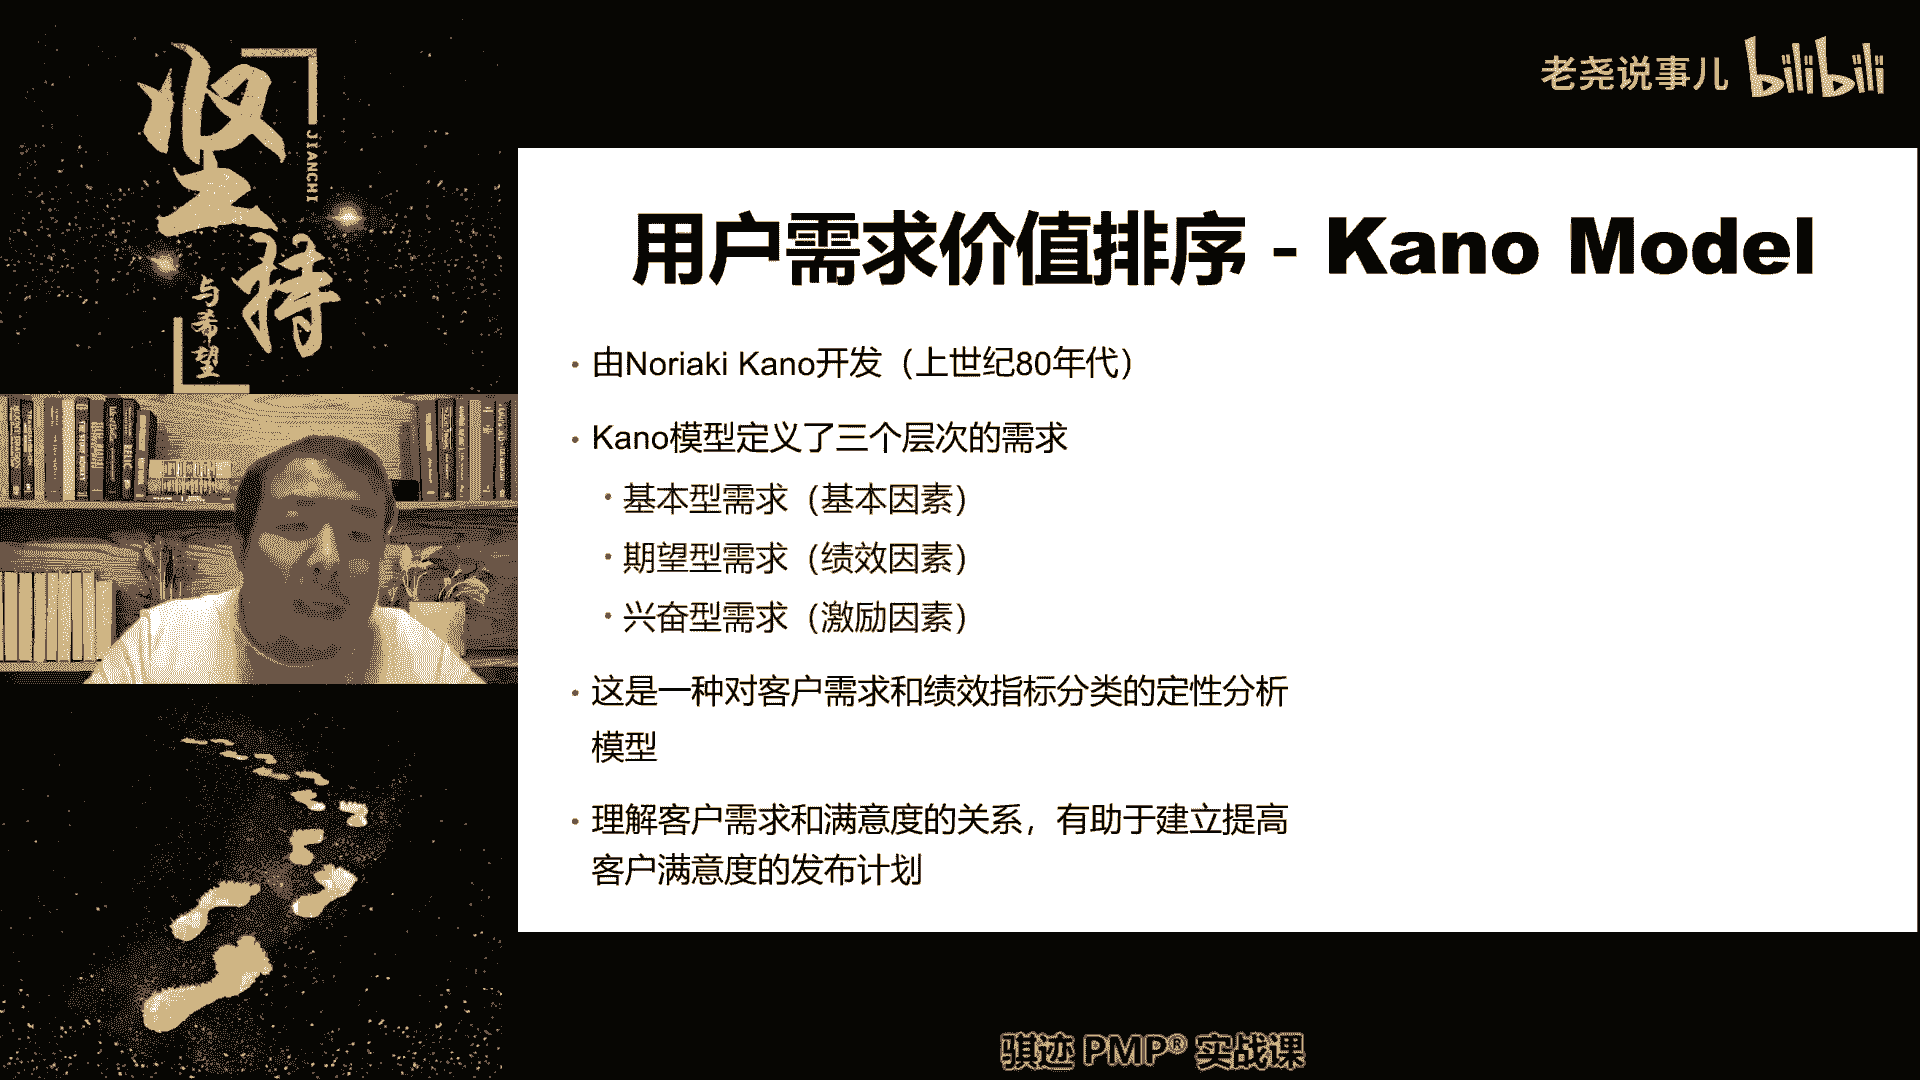 坚持
JIANCHI
与希望
老尧说事儿 bilibili
用户需求价值排序 - Kano Model
· 由Noriaki Kano开发（上世纪80年代）
· Kano模型定义了三个层次的需求
· 基本型需求（基本因素）
· 期望型需求（绩效因素）
· 兴奋型需求（激励因素）
· 这是一种对客户需求和绩效指标分类的定性分析
模型
· 理解客户需求和满意度的关系，有助于建立提高
客户满意度的发布计划
骐迹 PMP® 实战课